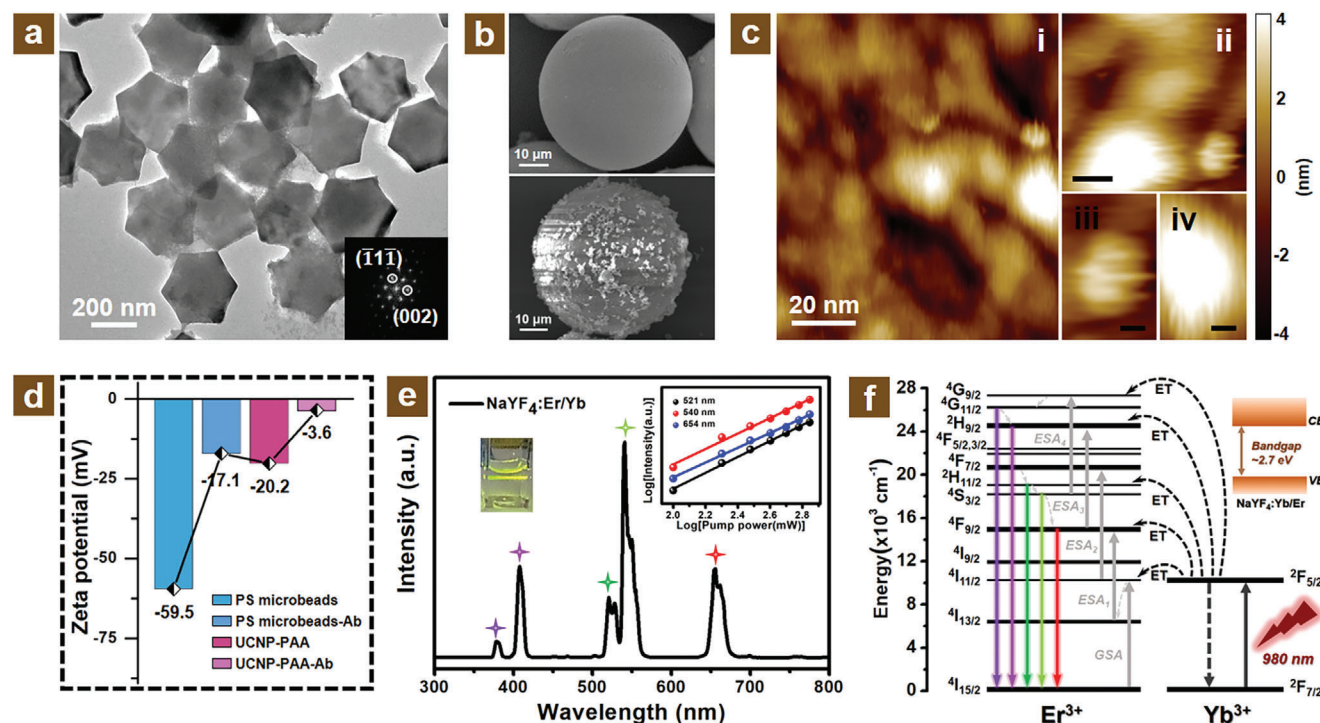 a
(1̅11̅)
(002)
200 nm
b
10 μm
10 μm
c
i
ii
iii
iv
20 nm
4
2
0
-2
-4
(nm)
d
Zeta potential (mV)
0
-25
-50
-75
-59.5
-17.1
-20.2
-3.6
PS microbeads
PS microbeads-Ab
UCNP-PAA
UCNP-PAA-Ab
e
NaYF₄:Er/Yb
Intensity (a.u.)
300 400 500 600 700 800
Wavelength (nm)
Log[Intensity(a.u.)]
521 nm
540 nm
654 nm
2.0 2.2 2.4 2.6 2.8
Log[Pump power(mW)]
f
Energy(x10³ cm⁻¹)
28
24
20
16
12
8
4
0
⁴G₉/₂
⁴G₁₁/₂
²H₉/₂
⁴F₅/₂,₃/₂
⁴F₇/₂
²H₁₁/₂
⁴S₃/₂
⁴F₉/₂
⁴I₉/₂
⁴I₁₁/₂
⁴I₁₃/₂
⁴I₁₅/₂
ESA₄
ESA₃
ESA₂
ESA₁
GSA
ET
ET
ET
ET
ET
Er³⁺
Yb³⁺
²F₅/₂
²F₇/₂
980 nm
Bandgap
~2.7 eV
NaYF₄:Yb/Er